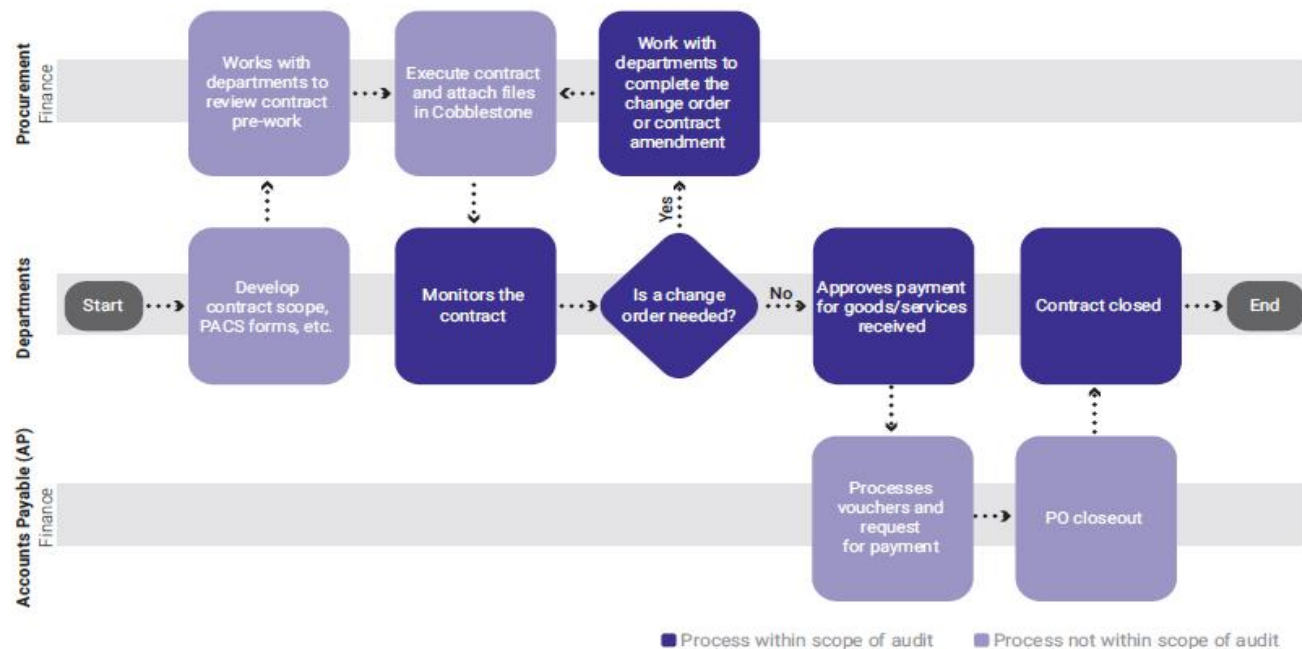 Procurement
Finance
Works with
departments to
review contract
pre-work
Execute contract
and attach files
in Cobblestone
Work with
departments to
complete the
change order
or contract
amendment
Yes
Departments
Start
Develop
contract scope,
PACS forms, etc.
Monitors the
contract
Is a change
order needed?
No
Approves payment
for goods/services
received
Contract closed
End
Accounts Payable (AP)
Finance
Processes
vouchers and
request
for payment
PO closeout
Process within scope of audit
Process not within scope of audit